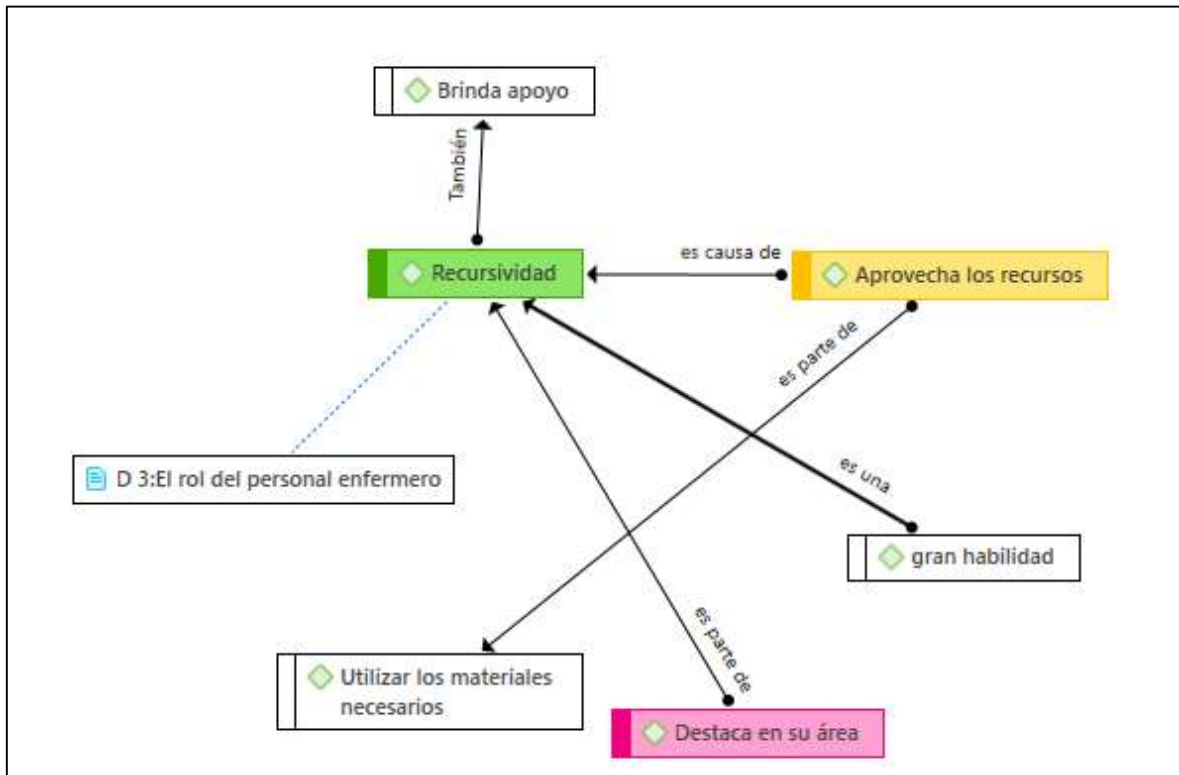 Brinda apoyo
También
Recursividad
es causa de
Aprovecha los recursos
es parte de
D 3:El rol del personal enfermero
es una
gran habilidad
es parte de
Utilizar los materiales
necesarios
Destaca en su área